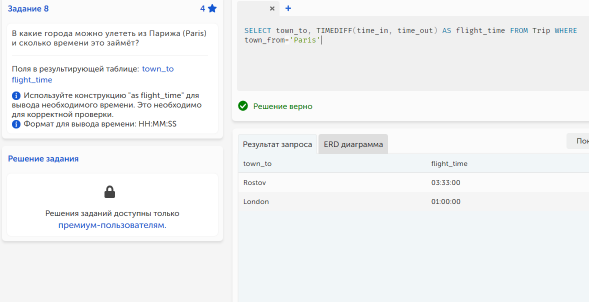 Задание 8
4
В какие города можно улететь из Парижа (Paris)
и сколько времени это займёт?
Поля в результирующей таблице: town_to
flight_time
Используйте конструкцию "as flight_time" для
вывода необходимого времени. Это необходимо
для корректной проверки.
Формат для вывода времени: HH:MM:SS
Решение задания
Решения заданий доступны только
премиум-пользователям.
× +
SELECT town_to, TIMEDIFF(time_in, time_out) AS flight_time FROM Trip WHERE
town_from='Paris'
Решение верно
Результат запроса ERD диаграмма
town_to flight_time
Rostov 03:33:00
London 01:00:00